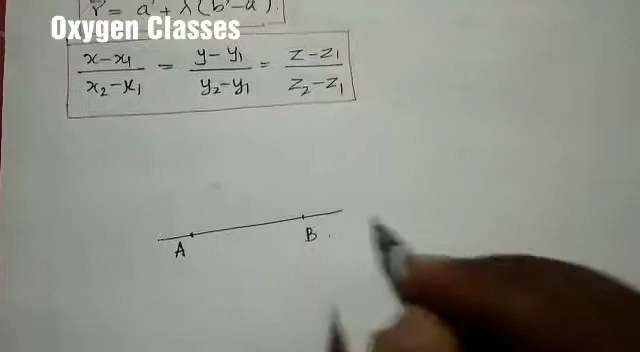 r = a + λ(b - a).
Oxygen Classes
x-x₁/x₂-x₁ = y-y₁/y₂-y₁ = z-z₁/z₂-z₁
A B .